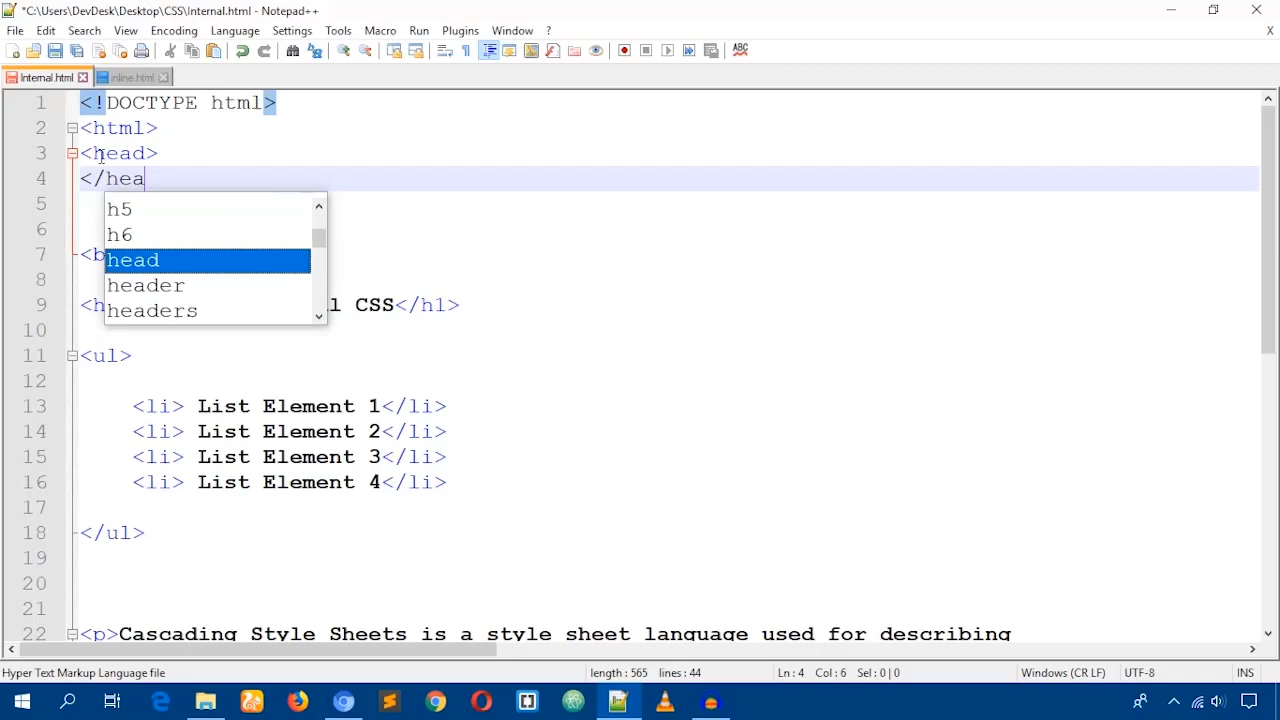 *C:\Users\DevDesk\Desktop\CSS\Internal.html - Notepad++
File Edit Search View Encoding Language Settings Tools Macro Run Plugins Window ? X
ABC
Internal.html inline.html
1 <!DOCTYPE html>
2 <html>
3 <head>
4 </hea
5 h5
6 h6
7 <b head
8 header
9 <h headers l CSS</h1>
10
11 <ul>
12
13 <li> List Element 1</li>
14 <li> List Element 2</li>
15 <li> List Element 3</li>
16 <li> List Element 4</li>
17
18 </ul>
19
20
21
22 <p>Cascading Style Sheets is a style sheet language used for describing
Hyper Text Markup Language file length : 565 lines : 44 Ln : 4 Col : 6 Sel : 0 | 0 Windows (CR LF) UTF-8 INS